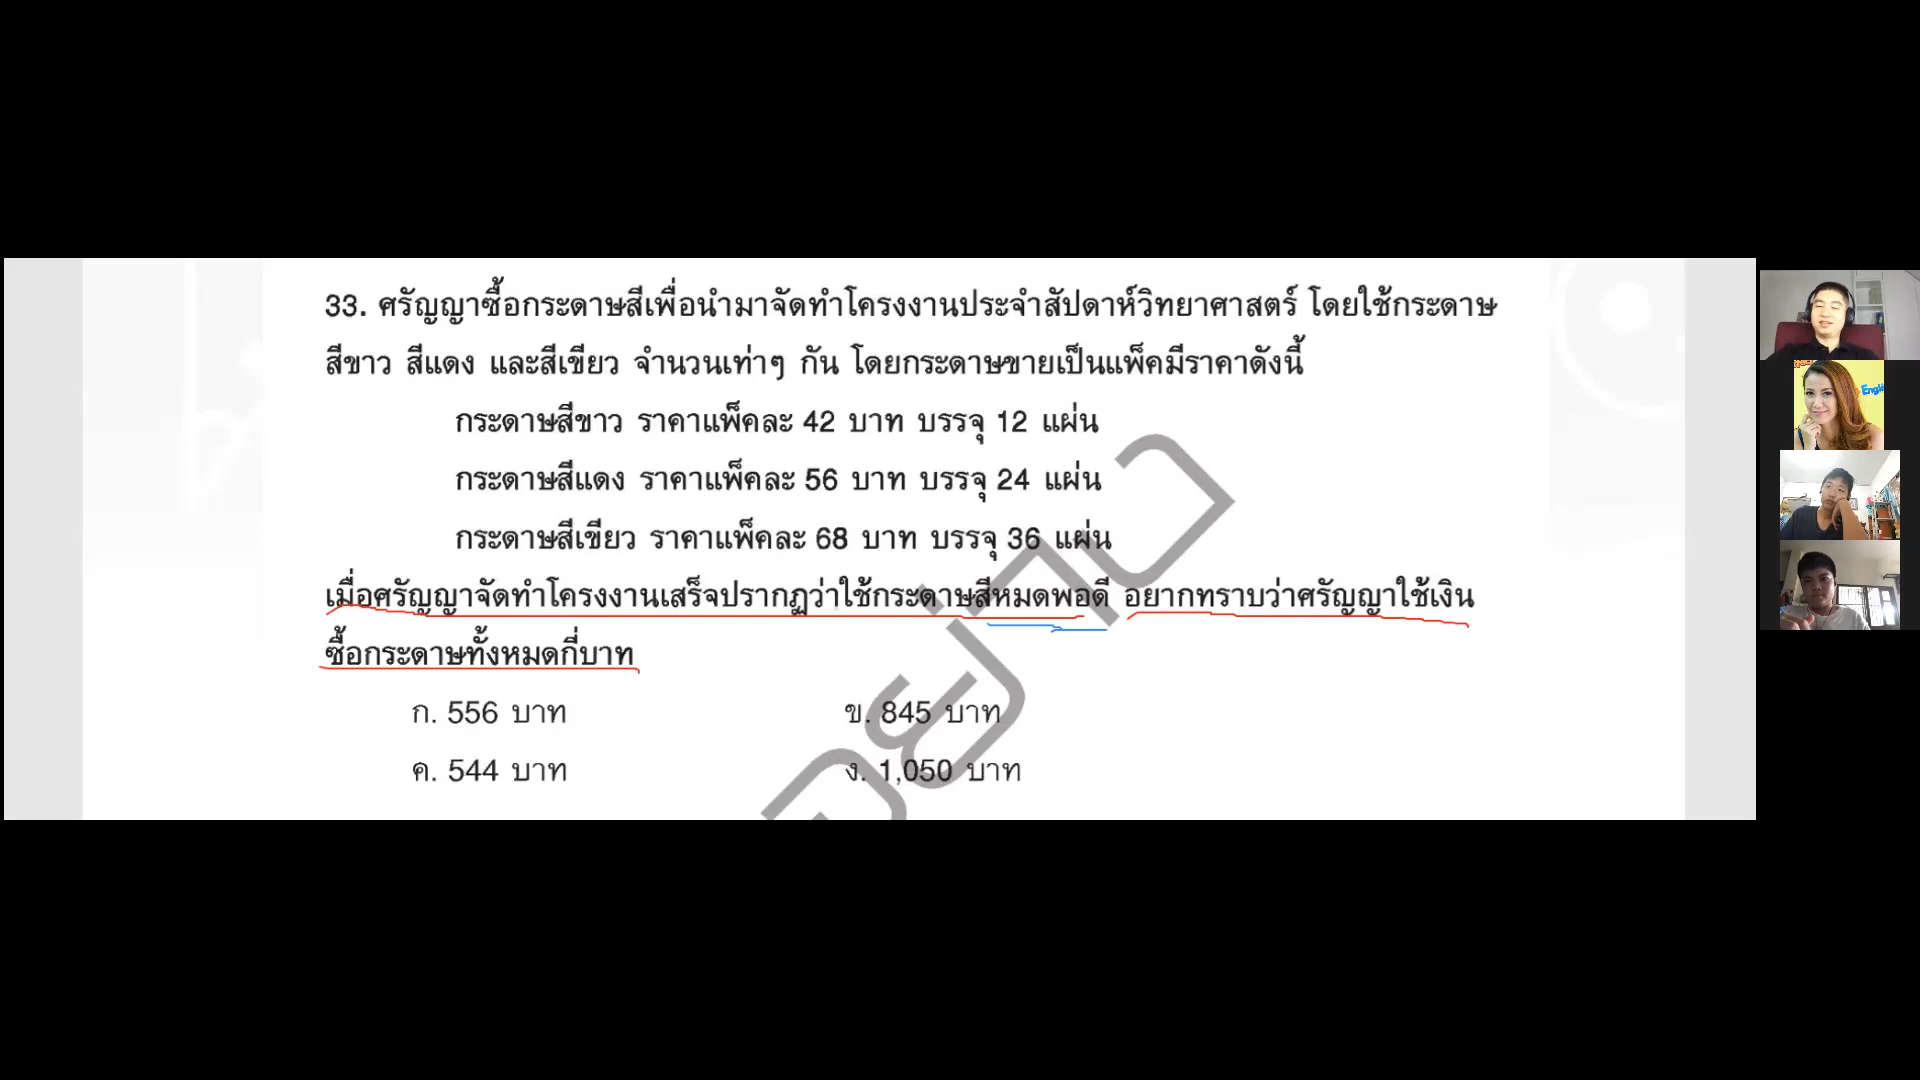 33. ศรัญญาซื้อกระดาษสีเพื่อนำมาจัดทำโครงงานประจำสัปดาห์วิทยาศาสตร์ โดยใช้กระดาษ
สีขาว สีแดง และสีเขียว จำนวนเท่าๆ กัน โดยกระดาษขายเป็นแพ็คมีราคาดังนี้
กระดาษสีขาว ราคาแพ็คละ 42 บาท บรรจุ 12 แผ่น
กระดาษสีแดง ราคาแพ็คละ 56 บาท บรรจุ 24 แผ่น
กระดาษสีเขียว ราคาแพ็คละ 68 บาท บรรจุ 36 แผ่น
เมื่อศรัญญาจัดทำโครงงานเสร็จปรากฏว่าใช้กระดาษสีหมดพอดี อยากทราบว่าศรัญญาใช้เงิน
ซื้อกระดาษทั้งหมดกี่บาท
ก. 556 บาท ข. 845 บาท
ค. 544 บาท ง. 1,050 บาท